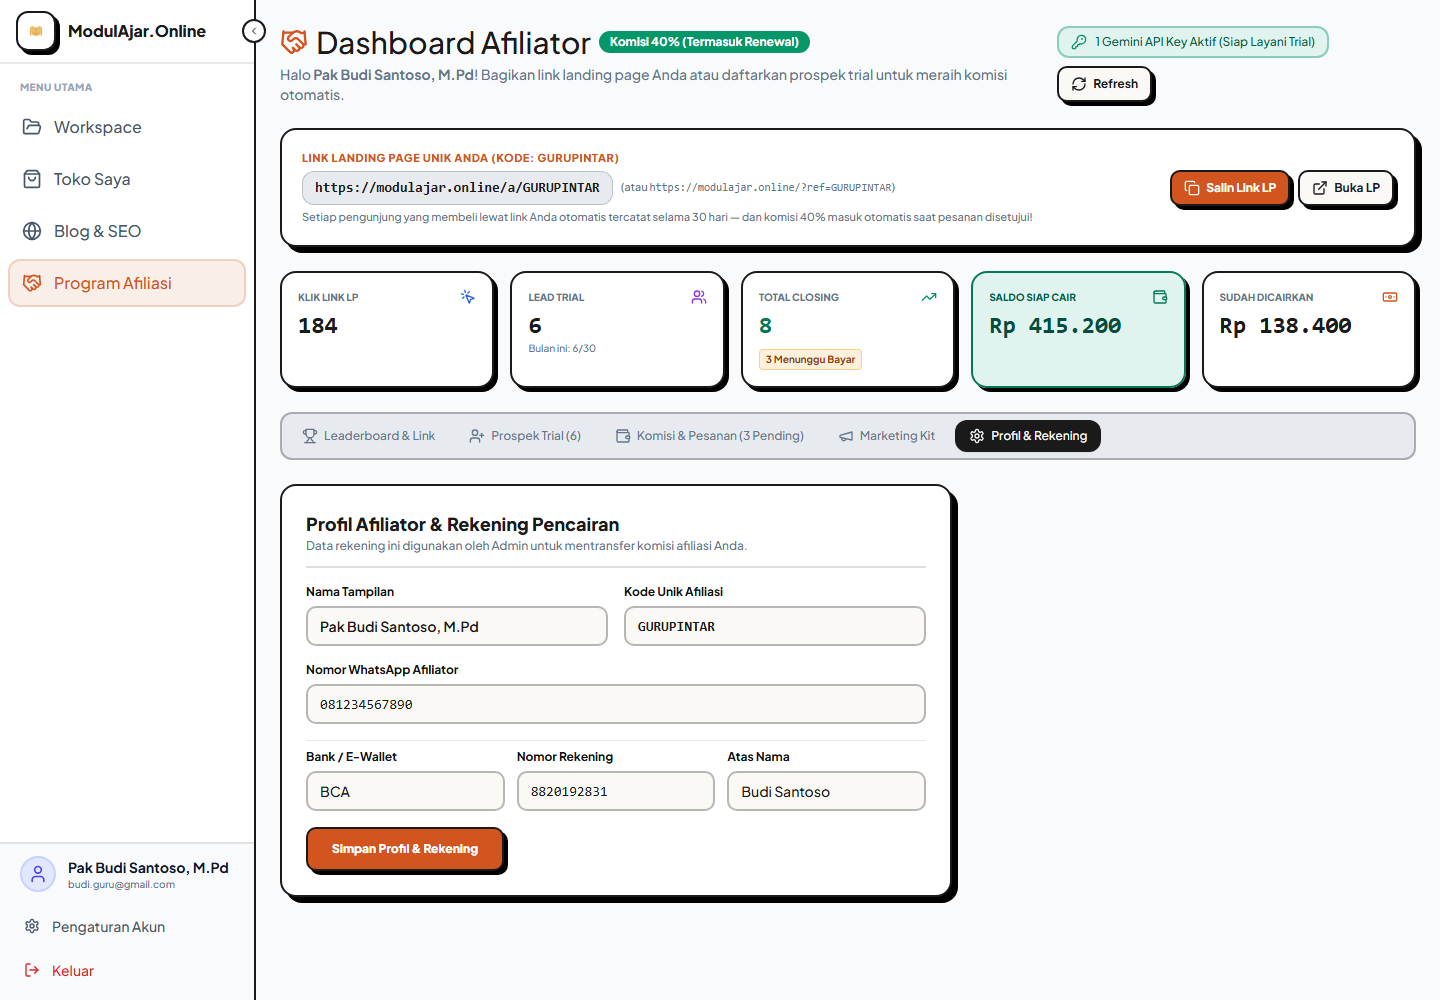 ModulAjar.Online
MENU UTAMA
Workspace
Toko Saya
Blog & SEO
Program Afiliasi
Pak Budi Santoso, M.Pd
budi.guru@gmail.com
Pengaturan Akun
Keluar
Dashboard Afiliator
Komisi 40% (Termasuk Renewal)
Halo Pak Budi Santoso, M.Pd! Bagikan link landing page Anda atau daftarkan prospek trial untuk meraih komisi
otomatis.
1 Gemini API Key Aktif (Siap Layani Trial)
Refresh
LINK LANDING PAGE UNIK ANDA (KODE: GURUPINTAR)
https://modulajar.online/a/GURUPINTAR (atau https://modulajar.online/?ref=GURUPINTAR)
Setiap pengunjung yang membeli lewat link Anda otomatis tercatat selama 30 hari — dan komisi 40% masuk otomatis saat pesanan disetujui!
Salin Link LP
Buka LP
KLIK LINK LP
184
LEAD TRIAL
6
Bulan ini: 6/30
TOTAL CLOSING
8
3 Menunggu Bayar
SALDO SIAP CAIR
Rp 415.200
SUDAH DICAIRKAN
Rp 138.400
Leaderboard & Link
Prospek Trial (6)
Komisi & Pesanan (3 Pending)
Marketing Kit
Profil & Rekening
Profil Afiliator & Rekening Pencairan
Data rekening ini digunakan oleh Admin untuk mentransfer komisi afiliasi Anda.
Nama Tampilan
Pak Budi Santoso, M.Pd
Kode Unik Afiliasi
GURUPINTAR
Nomor WhatsApp Afiliator
081234567890
Bank / E-Wallet
BCA
Nomor Rekening
8820192831
Atas Nama
Budi Santoso
Simpan Profil & Rekening